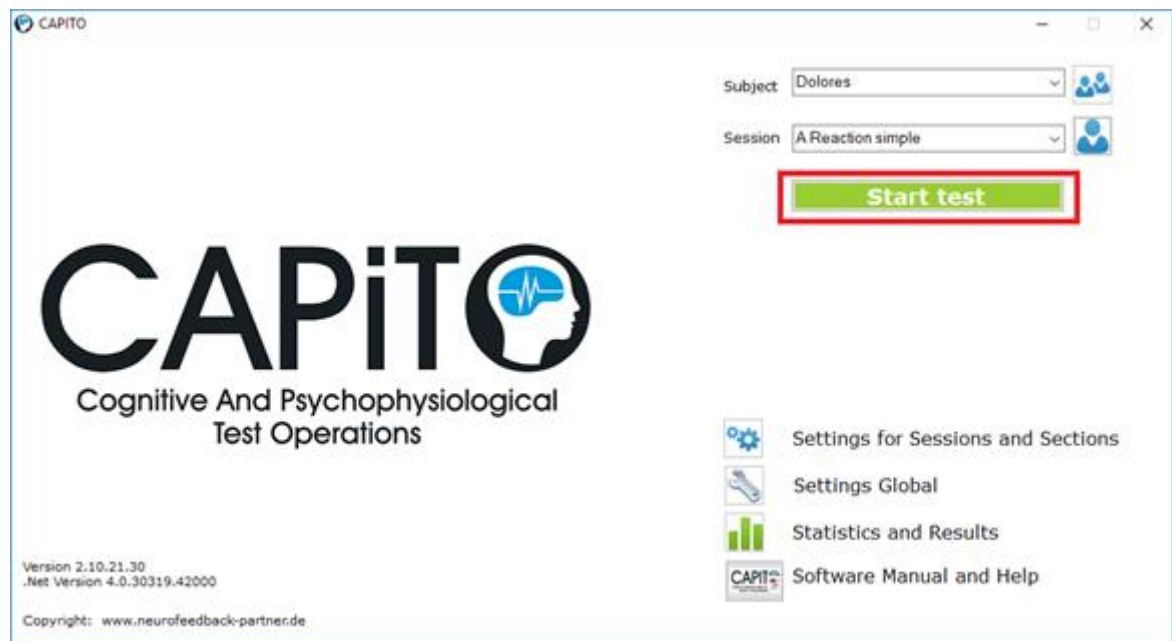 CAPITO
Subject Dolores
Session A Reaction simple
Start test
CAPiTO
Cognitive And Psychophysiological
Test Operations
Settings for Sessions and Sections
Settings Global
Statistics and Results
CAPiT
Software Manual and Help
Version 2.10.21.30
.Net Version 4.0.30319.42000
Copyright: www.neurofeedback-partner.de